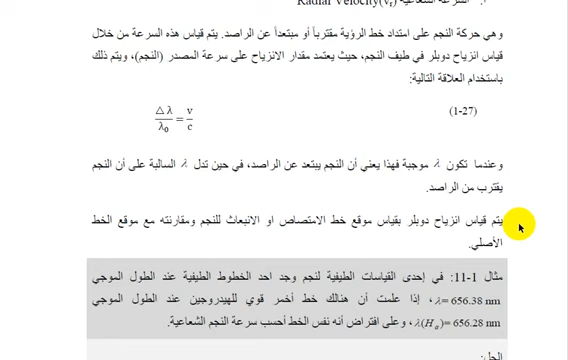 أ. السرعة الشعاعية Radial Velocity(Vr)
وهي حركة النجم على امتداد خط الرؤية مقترباً أو مبتعداً عن الراصد. يتم قياس هذه السرعة من خلال
قياس انزياح دوبلر في طيف النجم، حيث يعتمد مقدار الانزياح على سرعة المصدر (النجم)، ويتم ذلك
باستخدام العلاقة التالية:
△λ/λ0 = v/c (1-27)
وعندما تكون λ موجبة فهذا يعني أن النجم يبتعد عن الراصد، في حين تدل λ السالبة على أن النجم
يقترب من الراصد.
يتم قياس انزياح دوبلر بقياس موقع خط الامتصاص او الانبعاث للنجم ومقارنته مع موقع الخط
الأصلي.
مثال 1-11: في إحدى القياسات الطيفية لنجم وجد احد الخطوط الطيفية عند الطول الموجي
λ= 656.38 nm، إذا علمت أن هنالك خط أحمر قوي للهيدروجين عند الطول الموجي
λ(Hα)= 656.28 nm، وعلى افتراض أنه نفس الخط أحسب سرعة النجم الشعاعية.
الحل: